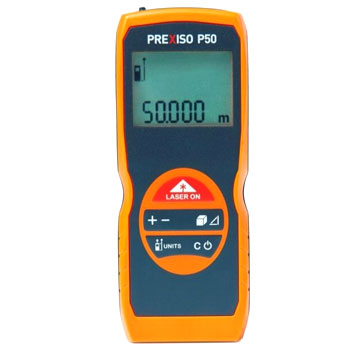 PREXISO P50
50.000 m
LASER ON
+ -
UNITS C